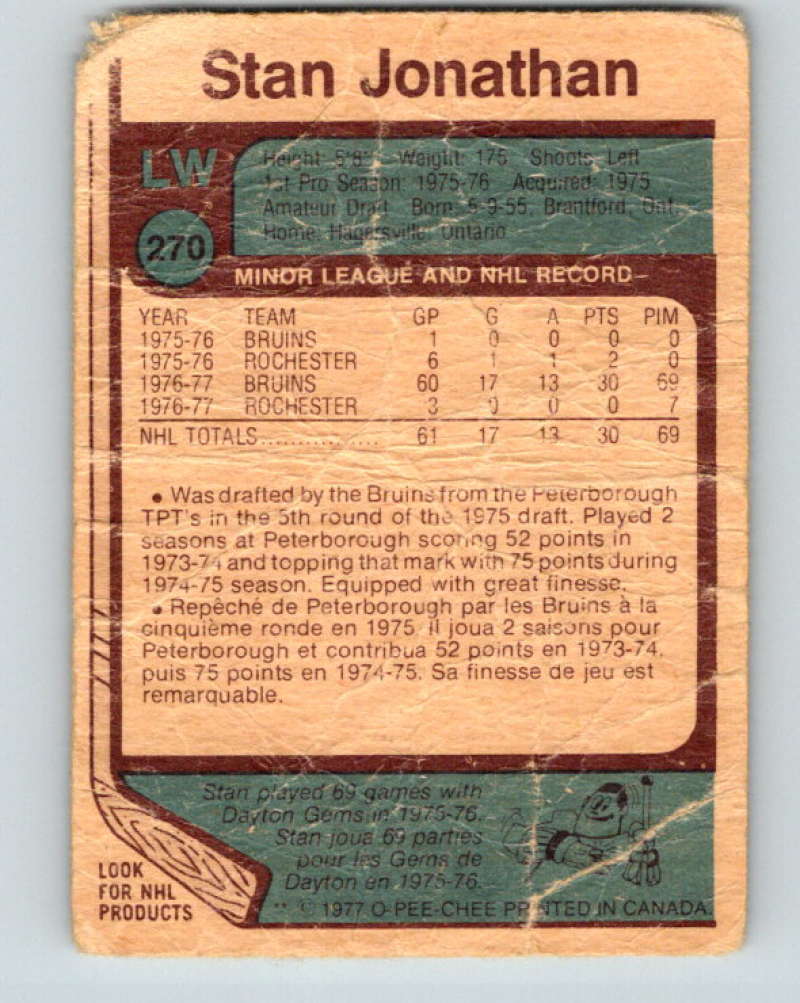 Stan Jonathan
LW
Height: 5'8" Weight: 175 Shoots: Left
1st Pro Season: 1975-76 Acquired: 1975
Amateur Draft Born: 5-9-55, Brantford, Ont.
Home: Hagersville, Ontario
270
MINOR LEAGUE AND NHL RECORD
YEAR TEAM GP G A PTS PIM
1975-76 BRUINS 1 0 0 0 0
1975-76 ROCHESTER 6 1 1 2 0
1976-77 BRUINS 60 17 13 30 69
1976-77 ROCHESTER 3 0 0 0 7
NHL TOTALS................ 61 17 13 30 69
• Was drafted by the Bruins from the Peterborough
TPT's in the 5th round of the 1975 draft. Played 2
seasons at Peterborough scoring 52 points in
1973-74 and topping that mark with 75 points during
1974-75 season. Equipped with great finesse.
• Repêché de Peterborough par les Bruins à la
cinquième ronde en 1975. Il joua 2 saisons pour
Peterborough et contribua 52 points en 1973-74,
puis 75 points en 1974-75. Sa finesse de jeu est
remarquable.
Stan played 69 games with
Dayton Gems in 1975-76.
Stan joua 69 parties
pour les Gems de
Dayton en 1975-76.
LOOK
FOR NHL
PRODUCTS
** © 1977 O-PEE-CHEE PRINTED IN CANADA.